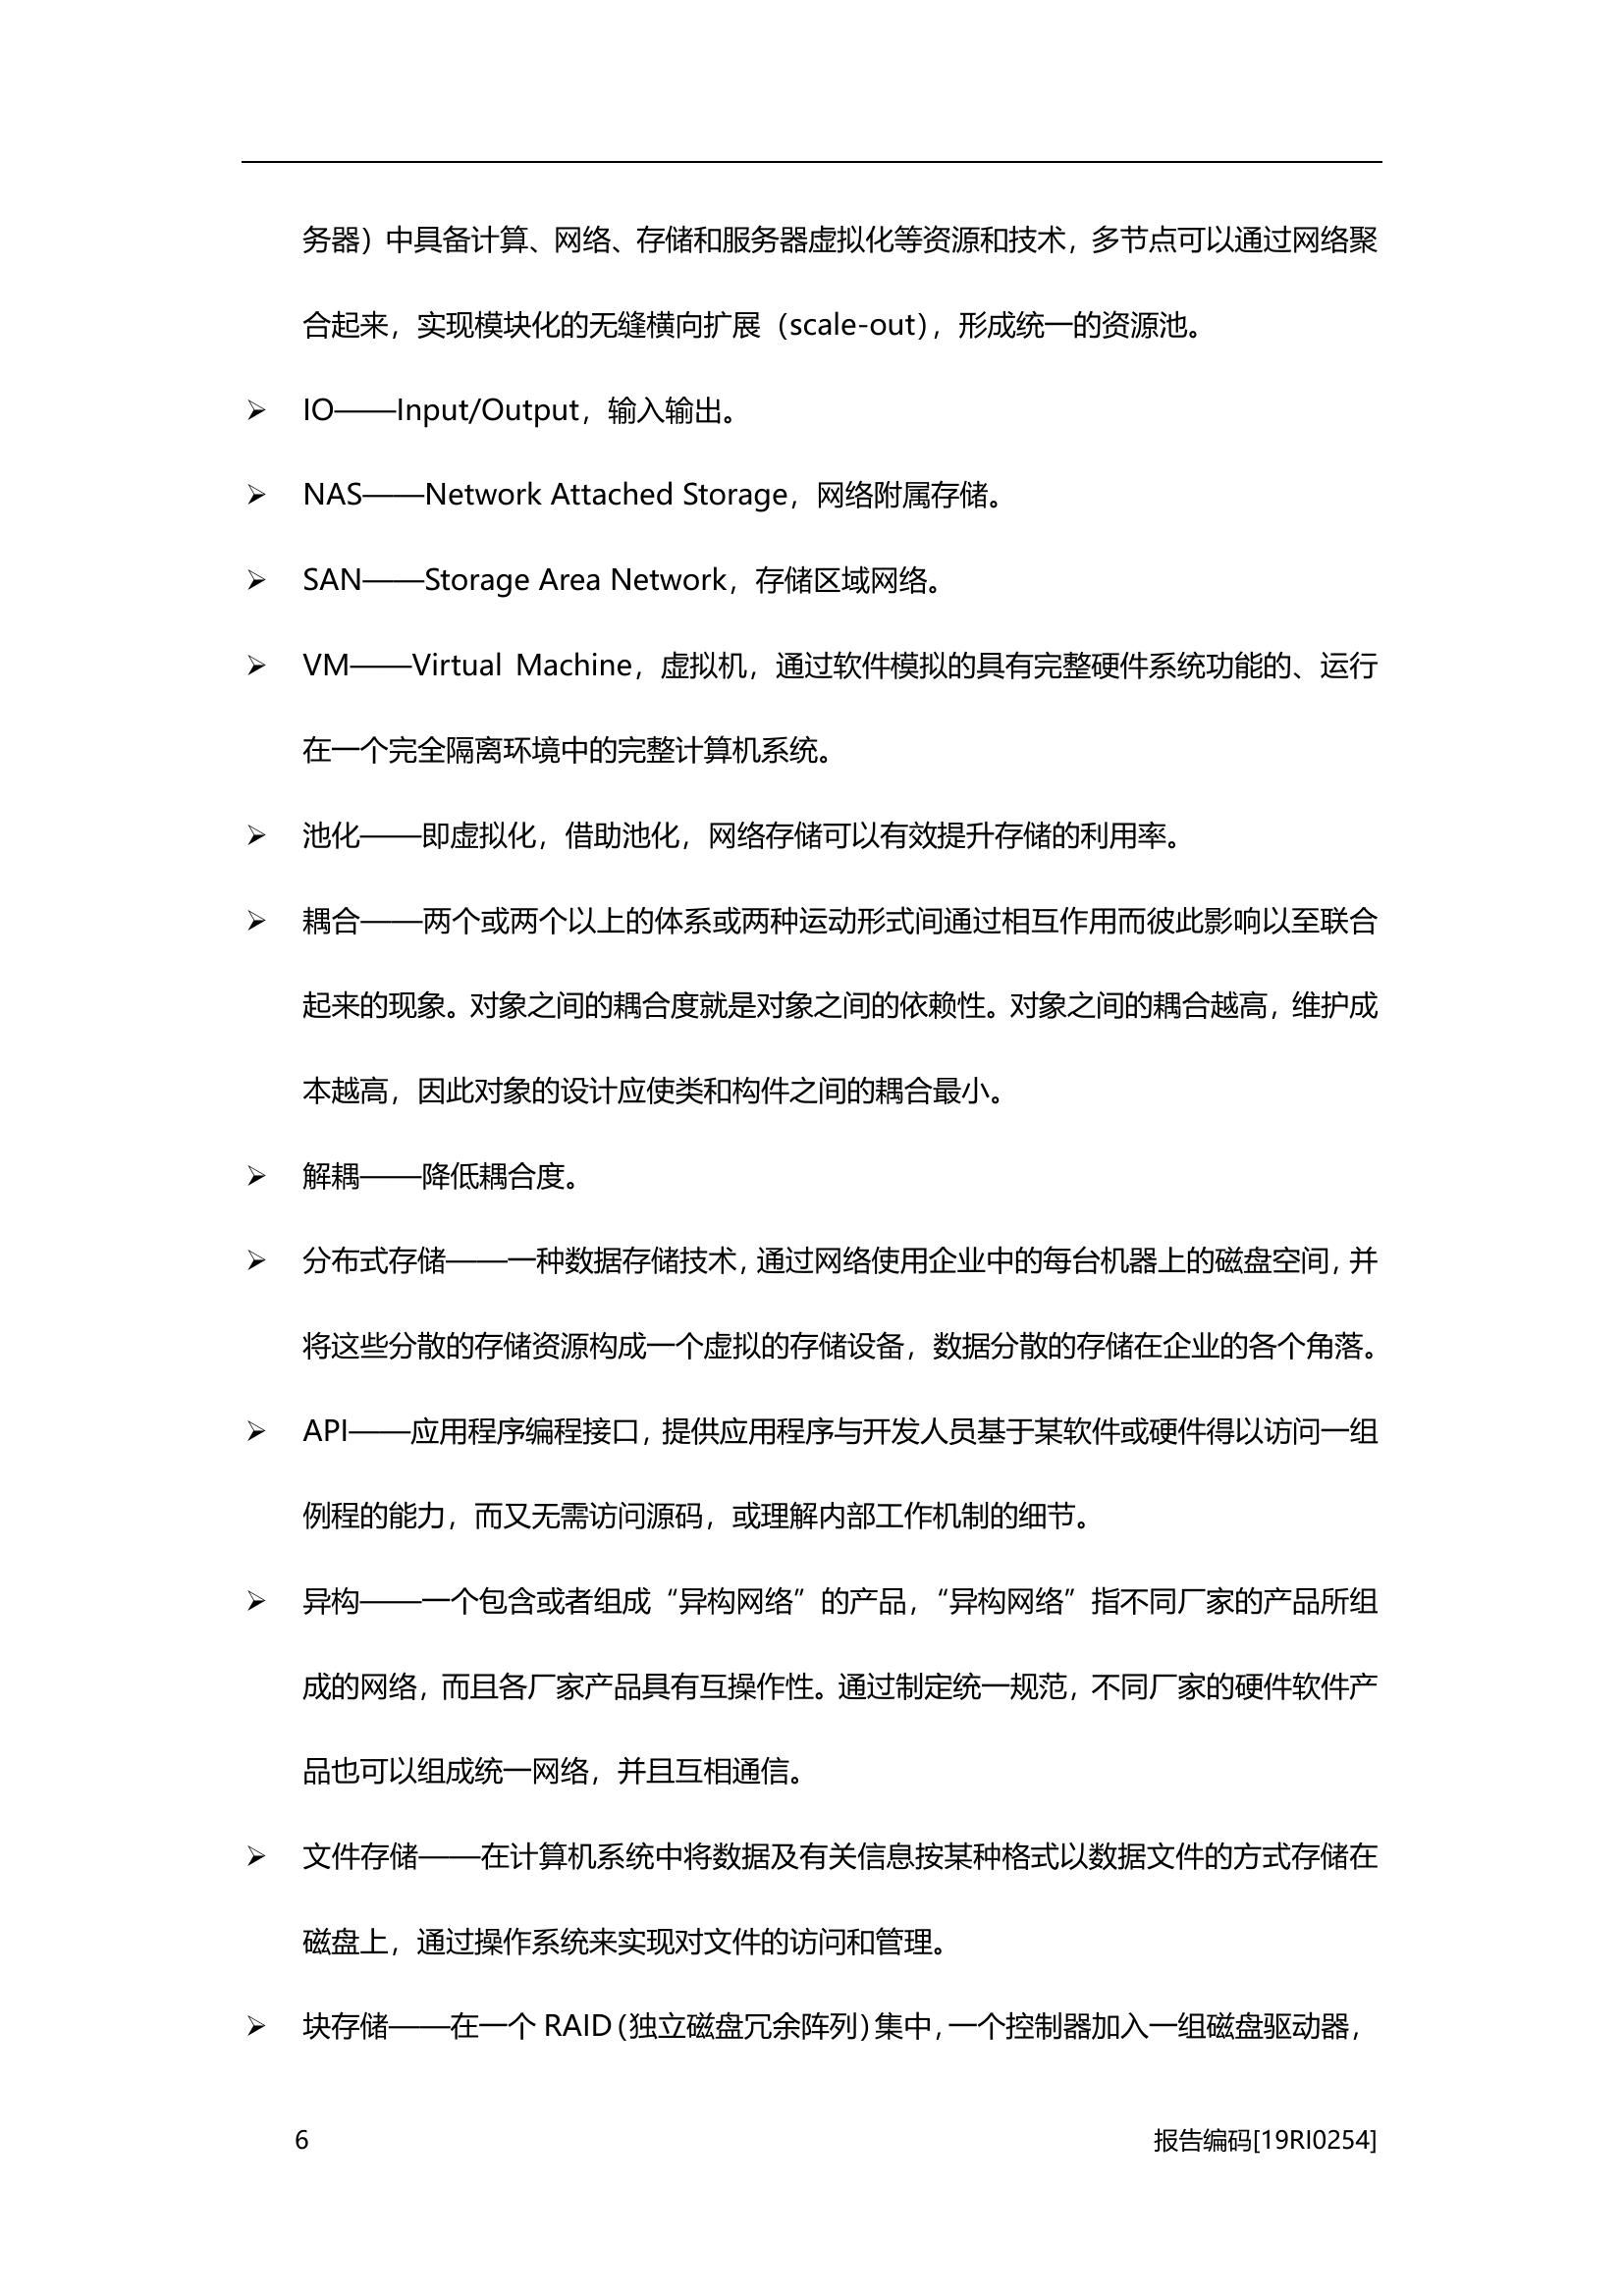 务器）中具备计算、网络、存储和服务器虚拟化等资源和技术，多节点可以通过网络聚
合起来，实现模块化的无缝横向扩展（scale-out），形成统一的资源池。
➢ IO——Input/Output，输入输出。
➢ NAS——Network Attached Storage，网络附属存储。
➢ SAN——Storage Area Network，存储区域网络。
➢ VM——Virtual Machine，虚拟机，通过软件模拟的具有完整硬件系统功能的、运行
在一个完全隔离环境中的完整计算机系统。
➢ 池化——即虚拟化，借助池化，网络存储可以有效提升存储的利用率。
➢ 耦合——两个或两个以上的体系或两种运动形式间通过相互作用而彼此影响以至联合
起来的现象。对象之间的耦合度就是对象之间的依赖性。对象之间的耦合越高，维护成
本越高，因此对象的设计应使类和构件之间的耦合最小。
➢ 解耦——降低耦合度。
➢ 分布式存储——一种数据存储技术，通过网络使用企业中的每台机器上的磁盘空间，并
将这些分散的存储资源构成一个虚拟的存储设备，数据分散的存储在企业的各个角落。
➢ API——应用程序编程接口，提供应用程序与开发人员基于某软件或硬件得以访问一组
例程的能力，而又无需访问源码，或理解内部工作机制的细节。
➢ 异构——一个包含或者组成“异构网络”的产品，“异构网络”指不同厂家的产品所组
成的网络，而且各厂家产品具有互操作性。通过制定统一规范，不同厂家的硬件软件产
品也可以组成统一网络，并且互相通信。
➢ 文件存储——在计算机系统中将数据及有关信息按某种格式以数据文件的方式存储在
磁盘上，通过操作系统来实现对文件的访问和管理。
➢ 块存储——在一个 RAID（独立磁盘冗余阵列）集中，一个控制器加入一组磁盘驱动器，
6 报告编码[19RI0254]